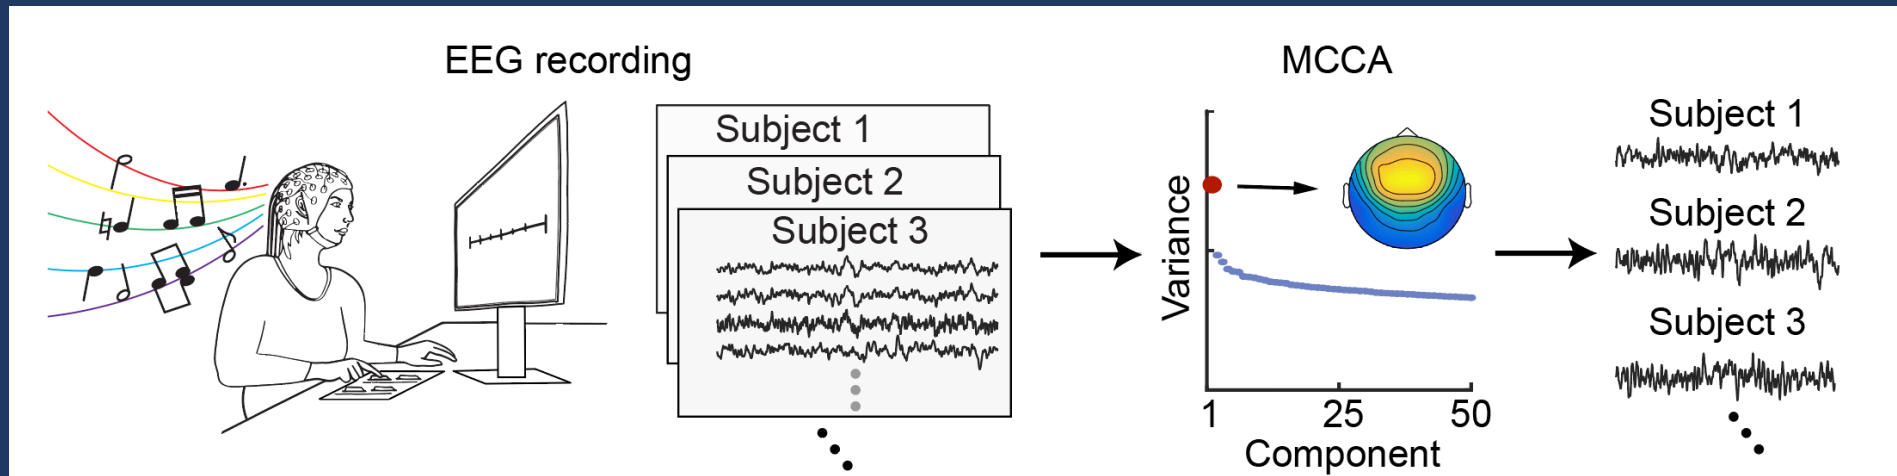 EEG recording
Subject 1
Subject 2
Subject 3
MCCA
Variance
1 25 50
Component
Subject 1
Subject 2
Subject 3